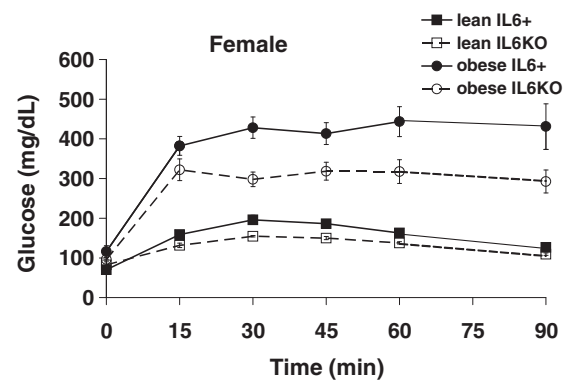 lean IL6+
lean IL6KO
obese IL6+
obese IL6KO
Female
Glucose (mg/dL)
600
500
400
300
200
100
0
0 15 30 45 60 75 90
Time (min)